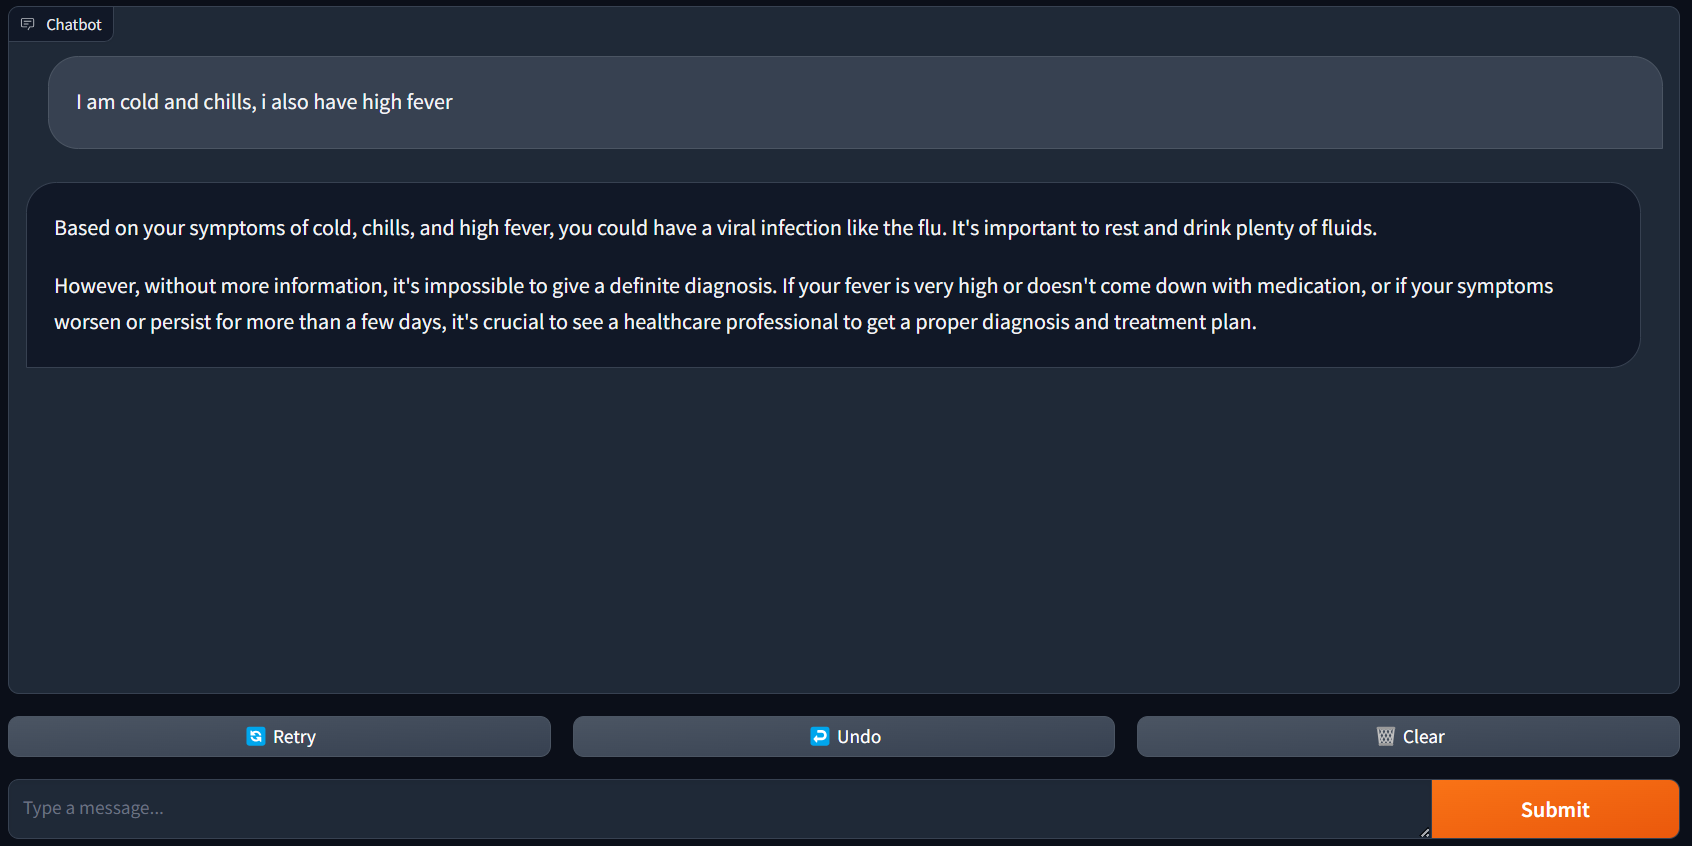 Chatbot
I am cold and chills, i also have high fever
Based on your symptoms of cold, chills, and high fever, you could have a viral infection like the flu. It's important to rest and drink plenty of fluids.
However, without more information, it's impossible to give a definite diagnosis. If your fever is very high or doesn't come down with medication, or if your symptoms
worsen or persist for more than a few days, it's crucial to see a healthcare professional to get a proper diagnosis and treatment plan.
Retry
Undo
Clear
Type a message...
Submit